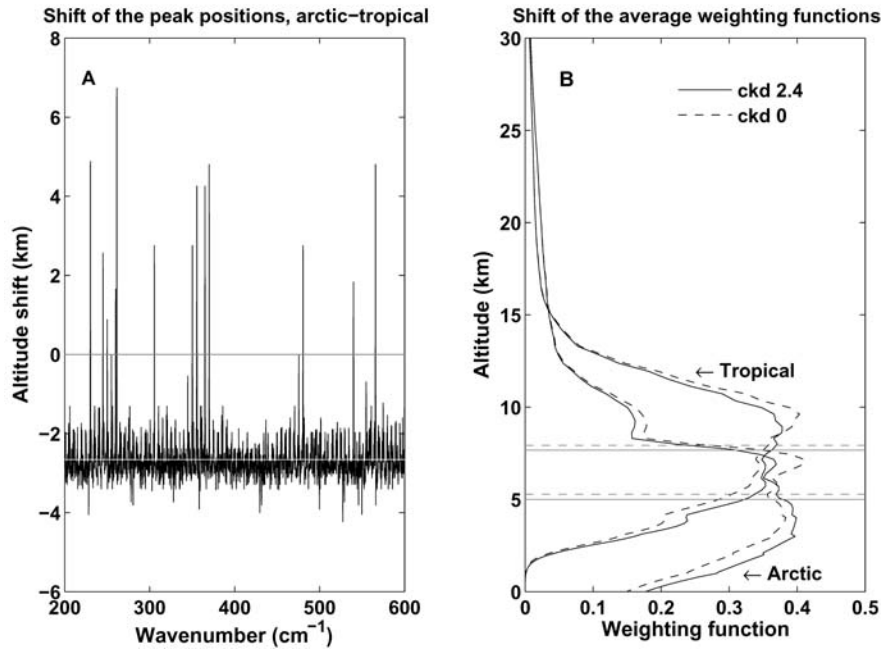 Shift of the peak positions, arctic−tropical
A
Altitude shift (km)
8
6
4
2
0
−2
−4
−6
200
300
400
500
600
Wavenumber (cm⁻¹)
Shift of the average weighting functions
B
ckd 2.4
ckd 0
← Tropical
← Arctic
Altitude (km)
30
25
20
15
10
5
0
0
0.1
0.2
0.3
0.4
0.5
Weighting function